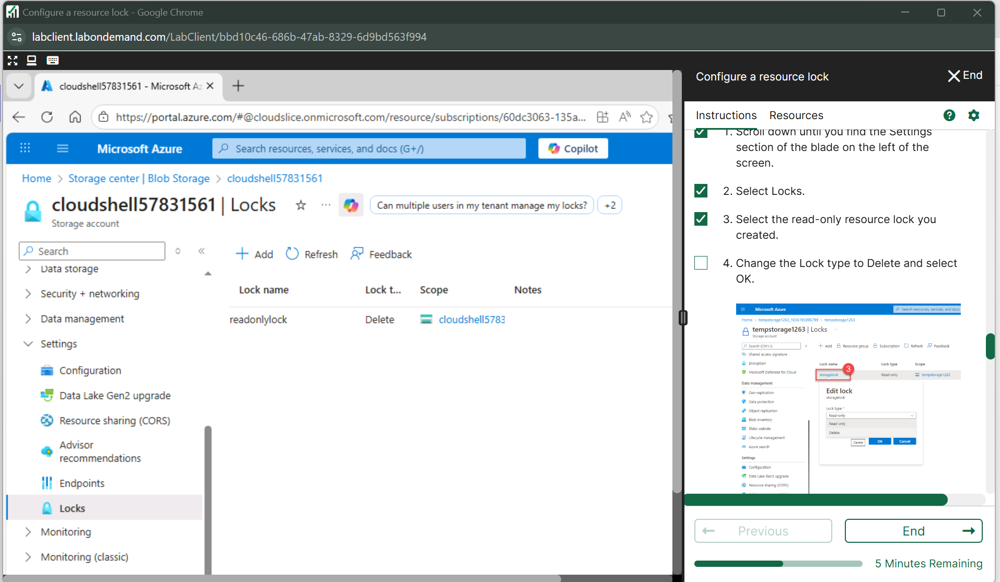 Configure a resource lock - Google Chrome
labclient.labondemand.com/LabClient/bbd10c46-686b-47ab-8329-6d9bd563f994
cloudshell57831561 - Microsoft Az
https://portal.azure.com/#@cloudslice.onmicrosoft.com/resource/subscriptions/60dc3063-135a...
Microsoft Azure
Search resources, services, and docs (G+/)
Copilot
Home > Storage center | Blob Storage > cloudshell57831561
cloudshell57831561 | Locks
Storage account
Can multiple users in my tenant manage my locks?
+2
Search
Add
Refresh
Feedback
Data storage
Security + networking
Data management
Settings
Configuration
Data Lake Gen2 upgrade
Resource sharing (CORS)
Advisor
recommendations
Endpoints
Locks
Monitoring
Monitoring (classic)
Lock name Lock t... Scope Notes
readonlylock Delete cloudshell5783
Configure a resource lock
End
Instructions Resources
1. Scroll down until you find the Settings
section of the blade on the left of the
screen.
2. Select Locks.
3. Select the read-only resource lock you
created.
4. Change the Lock type to Delete and select
OK.
Microsoft Azure
Search resources, services, and docs
Home > tempstorage1263_1656195896799 > tempstorage1263
tempstorage1263 | Locks
Storage account
Search (Ctrl+/)
Add Resource group Subscription Refresh Feedback
Shared access signature
Encryption
Microsoft Defender for Cloud
Data management
Geo-replication
Data protection
Object replication
Blob inventory
Static website
Lifecycle management
Azure search
Settings
Configuration
Data Lake Gen2 upgrade
Resource sharing (CORS)
Lock name Lock type Scope
3
storagelock Read-only tempstorage1263
Edit lock
storagelock
Lock type *
Read-only
Read-only
Delete
Delete OK Cancel
Previous
End
5 Minutes Remaining